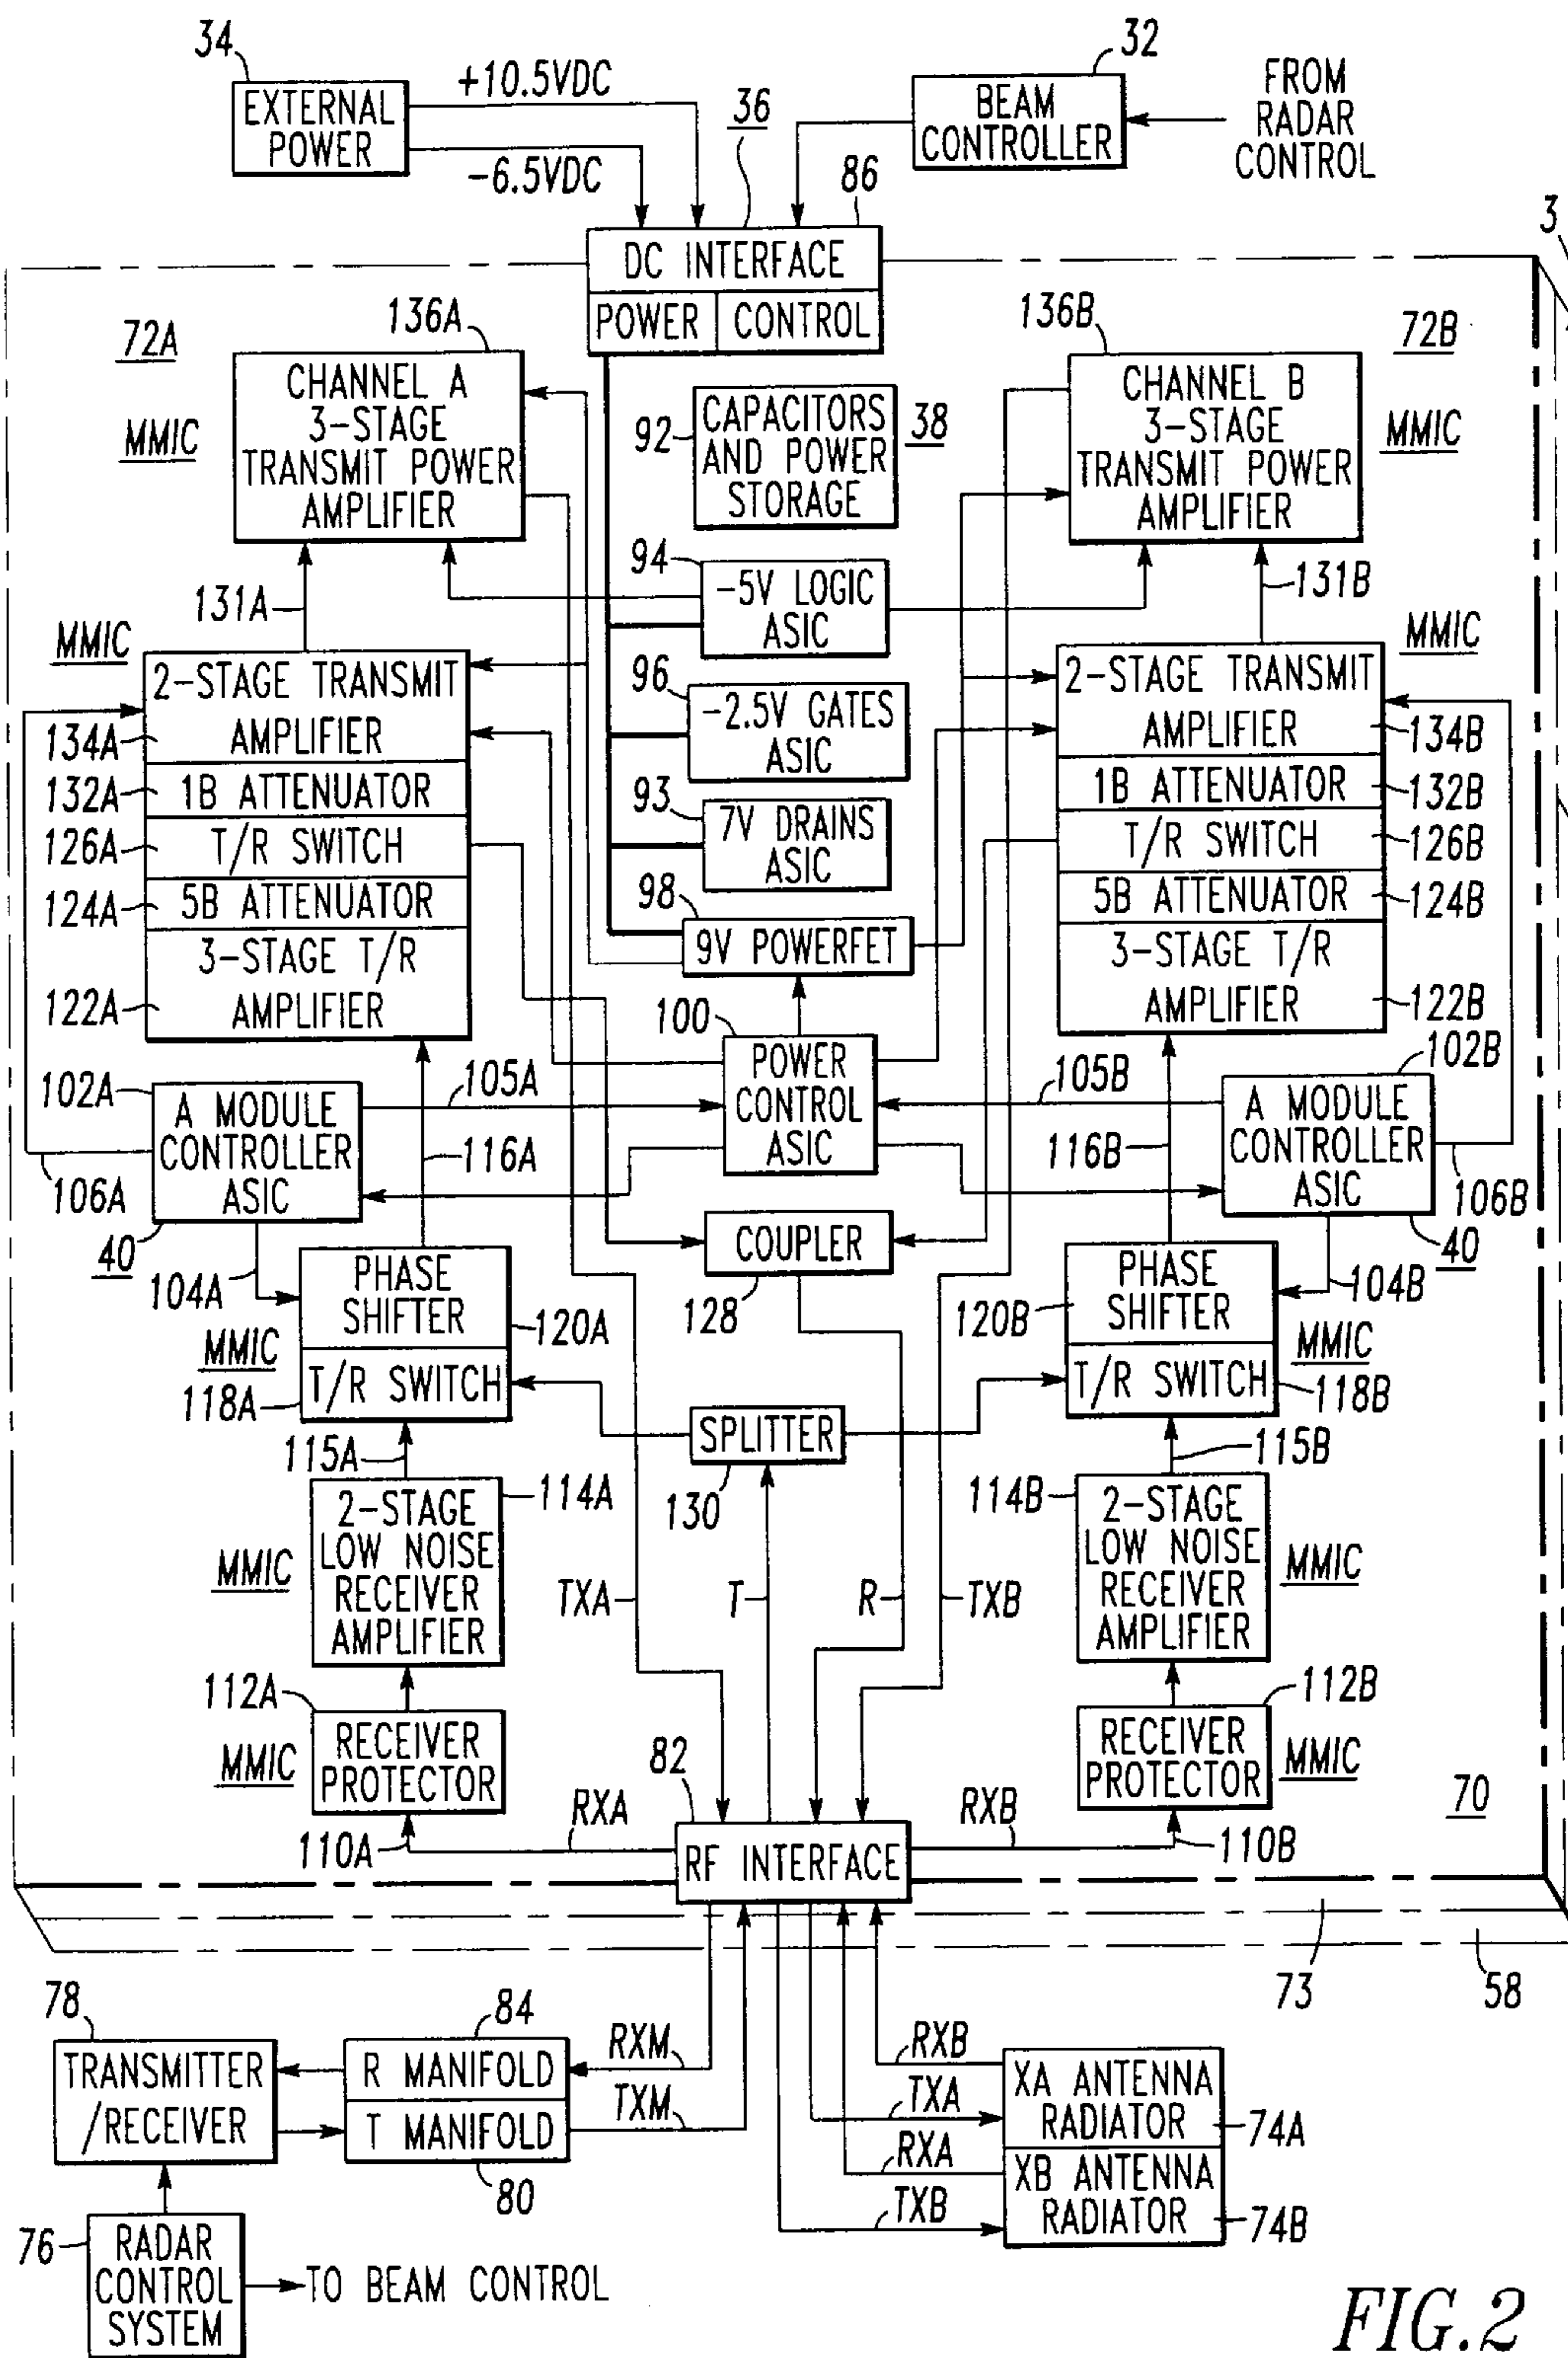 34
EXTERNAL
POWER
+10.5VDC
-6.5VDC
36
32
BEAM
CONTROLLER
FROM
RADAR
CONTROL
86
DC INTERFACE
POWER
CONTROL
3
72A
MMIC
136A
CHANNEL A
3-STAGE
TRANSMIT POWER
AMPLIFIER
92
CAPACITORS
AND POWER
STORAGE
38
136B
CHANNEL B
3-STAGE
TRANSMIT POWER
AMPLIFIER
72B
MMIC
131A
94
-5V LOGIC
ASIC
131B
MMIC
2-STAGE TRANSMIT
AMPLIFIER
134A
1B ATTENUATOR
132A
T/R SWITCH
126A
5B ATTENUATOR
124A
3-STAGE T/R
AMPLIFIER
122A
96
-2.5V GATES
ASIC
93
7V DRAINS
ASIC
98
9V POWERFET
MMIC
2-STAGE TRANSMIT
AMPLIFIER
134B
1B ATTENUATOR
132B
T/R SWITCH
126B
5B ATTENUATOR
124B
3-STAGE T/R
AMPLIFIER
122B
100
POWER
CONTROL
ASIC
102A
A MODULE
CONTROLLER
ASIC
105A
106A
40
104A
116A
105B
102B
A MODULE
CONTROLLER
ASIC
116B
106B
40
104B
COUPLER
128
PHASE
SHIFTER
120A
MMIC
T/R SWITCH
118A
PHASE
SHIFTER
120B
MMIC
T/R SWITCH
118B
SPLITTER
130
115A
114A
2-STAGE
LOW NOISE
RECEIVER
AMPLIFIER
MMIC
115B
114B
2-STAGE
LOW NOISE
RECEIVER
AMPLIFIER
MMIC
TXA
T
R
TXB
112A
RECEIVER
PROTECTOR
MMIC
112B
RECEIVER
PROTECTOR
MMIC
82
RXA
110A
RF INTERFACE
RXB
110B
70
73
58
78
TRANSMITTER
/RECEIVER
84
R MANIFOLD
T MANIFOLD
80
RXM
TXM
RXB
TXA
RXA
TXB
XA ANTENNA
RADIATOR
74A
XB ANTENNA
RADIATOR
74B
76
RADAR
CONTROL
SYSTEM
TO BEAM CONTROL
FIG.2